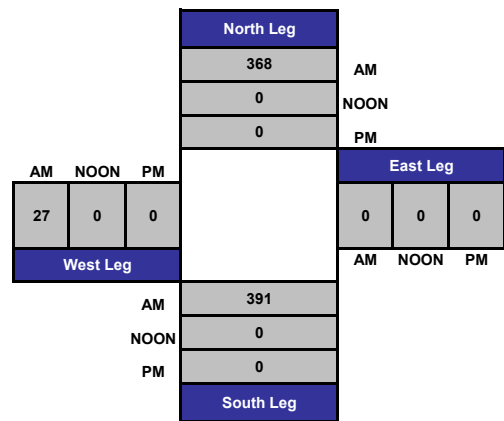 North Leg
368 AM
0 NOON
0 PM
AM NOON PM East Leg
27 0 0 0 0 0
West Leg AM NOON PM
AM 391
NOON 0
PM 0
South Leg